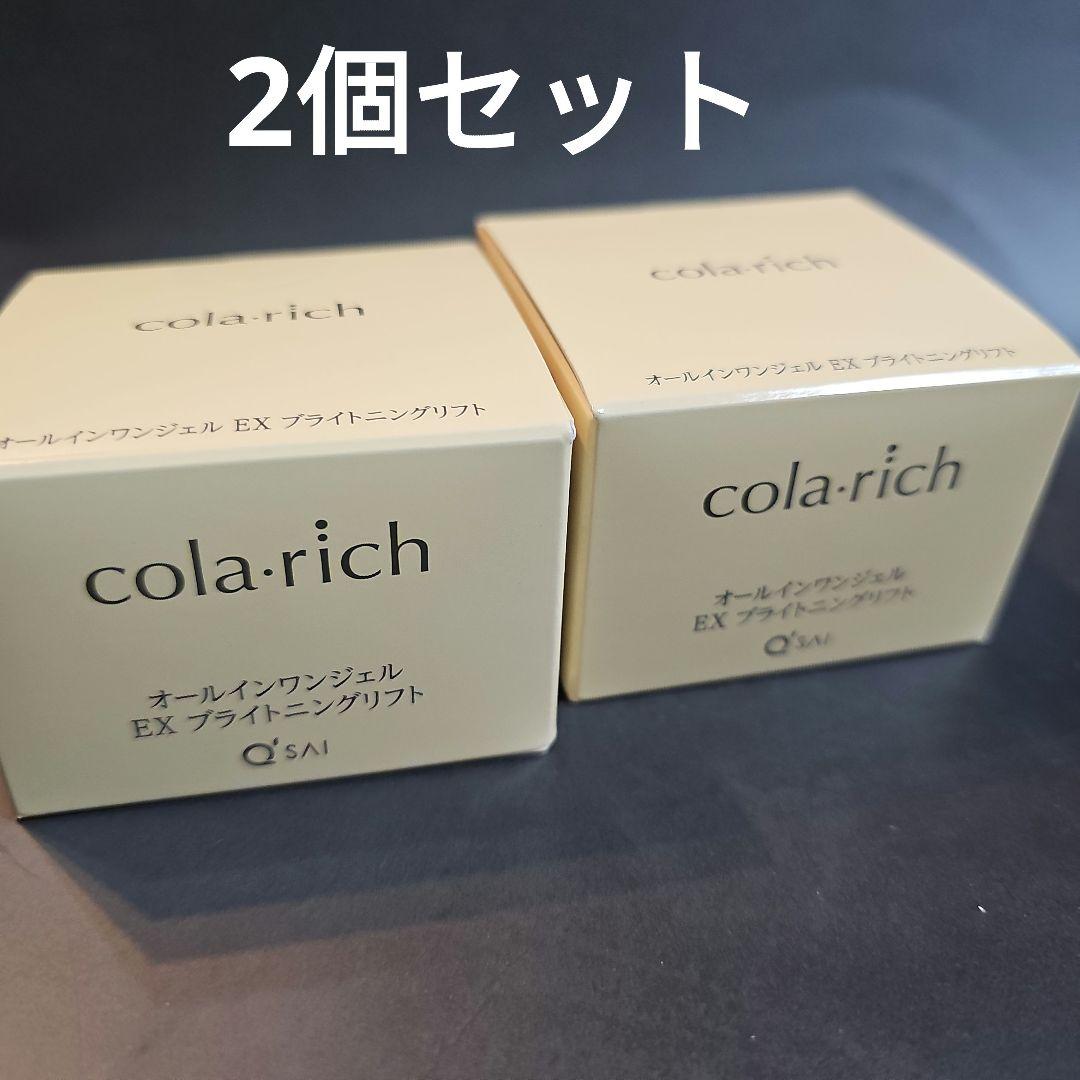 2個セット
cola·rich
オールインワンジェル EX ブライトニングリフト
cola·rich
オールインワンジェル
EX ブライトニングリフト
Q'SAI
cola·rich
オールインワンジェル EX ブライトニングリフト
cola·rich
オールインワンジェル
EX ブライトニングリフト
Q'SAI